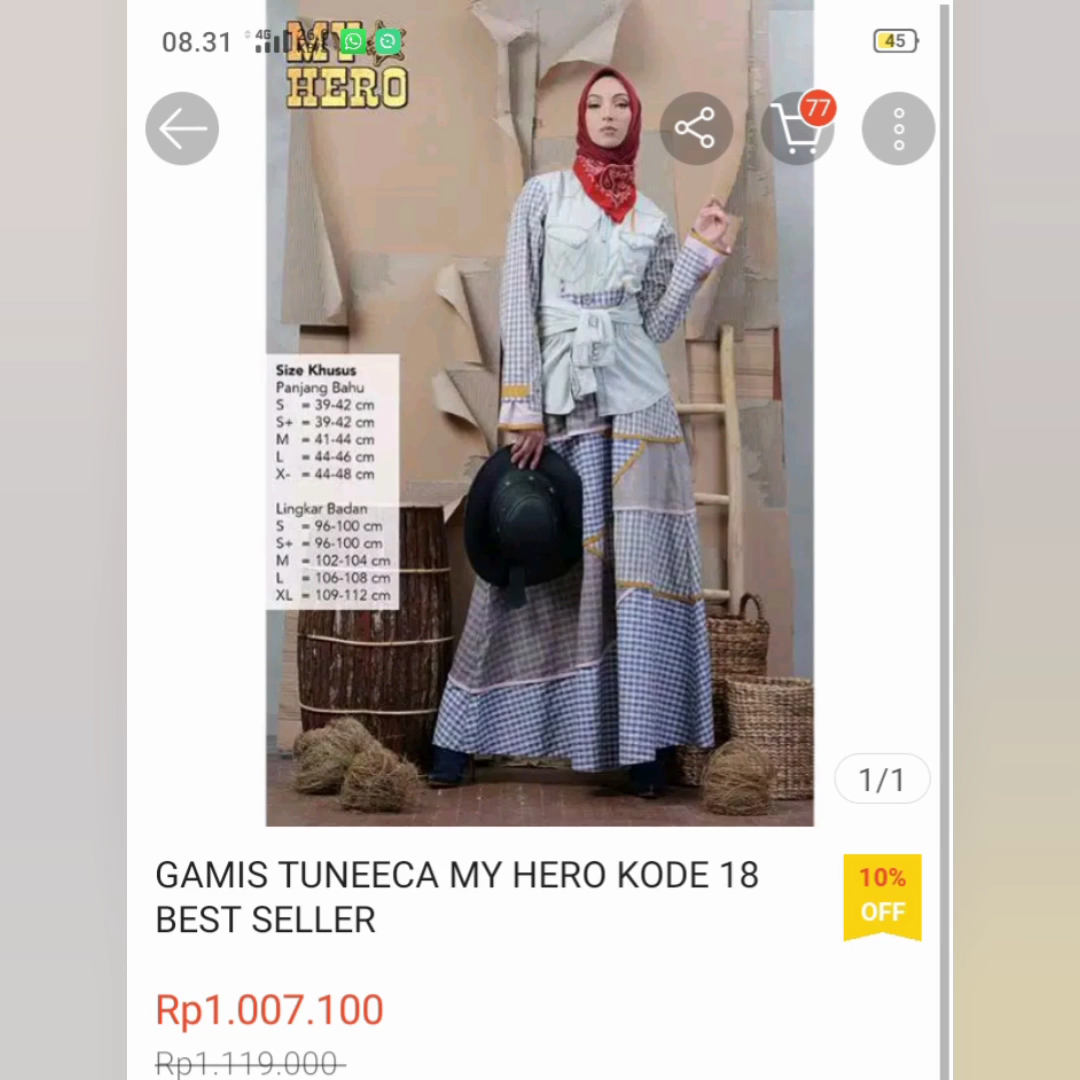 08.31
4G
45
MY
HERO
77
Size Khusus
Panjang Bahu
S = 39-42 cm
S+ = 39-42 cm
M = 41-44 cm
L = 44-46 cm
X- = 44-48 cm
Lingkar Badan
S = 96-100 cm
S+ = 96-100 cm
M = 102-104 cm
L = 106-108 cm
XL = 109-112 cm
1/1
GAMIS TUNEECA MY HERO KODE 18
BEST SELLER
10%
OFF
Rp1.007.100
Rp1.119.000